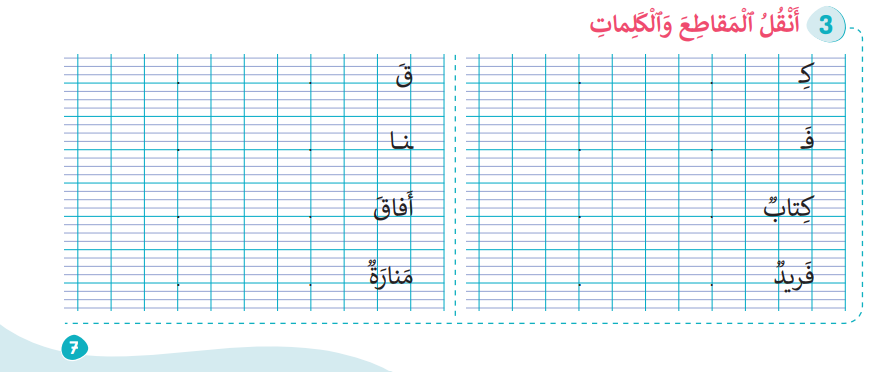 3 أَنْقُلُ ٱلْمَقاطِعَ وَٱلْكَلِماتِ
كِـ
قَ
فَـ
ـنـا
كِتابٌ
أَفاقَ
فَريدٌ
مَنارَةٌ
7